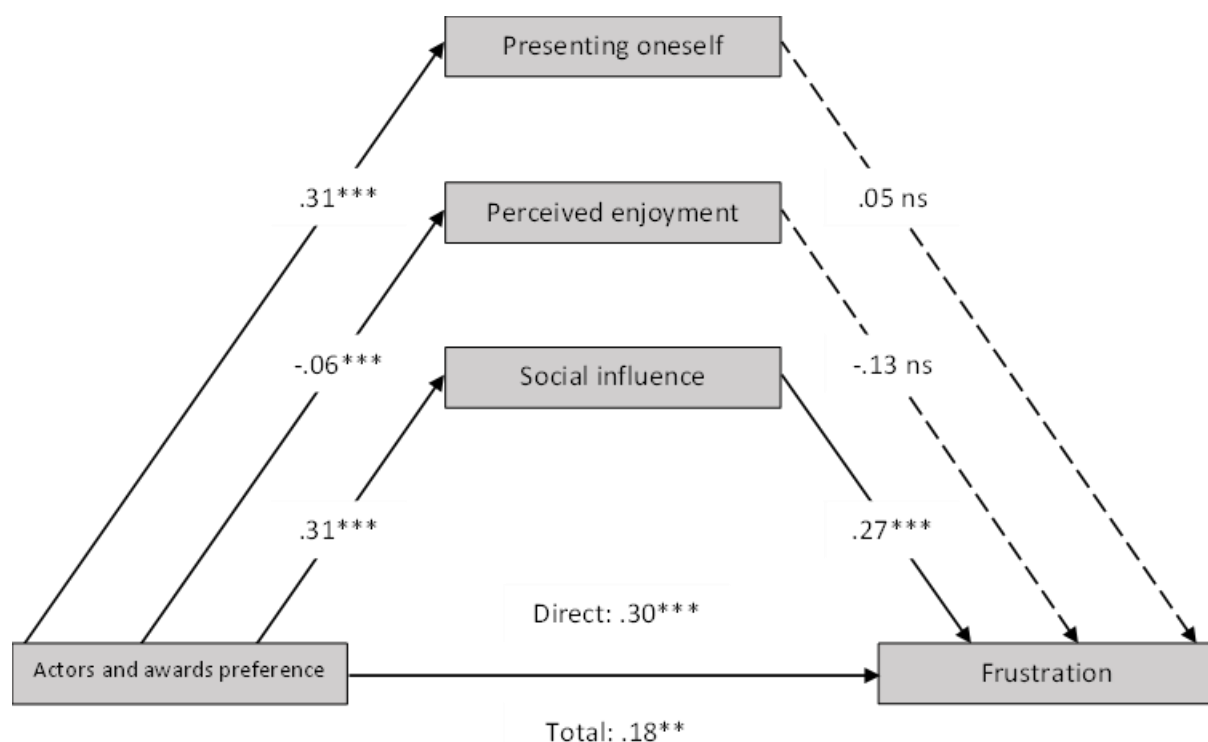 Presenting oneself
.31***
.05 ns
Perceived enjoyment
-.06***
-.13 ns
Social influence
.31***
.27***
Direct: .30***
Actors and awards preference
Frustration
Total: .18**